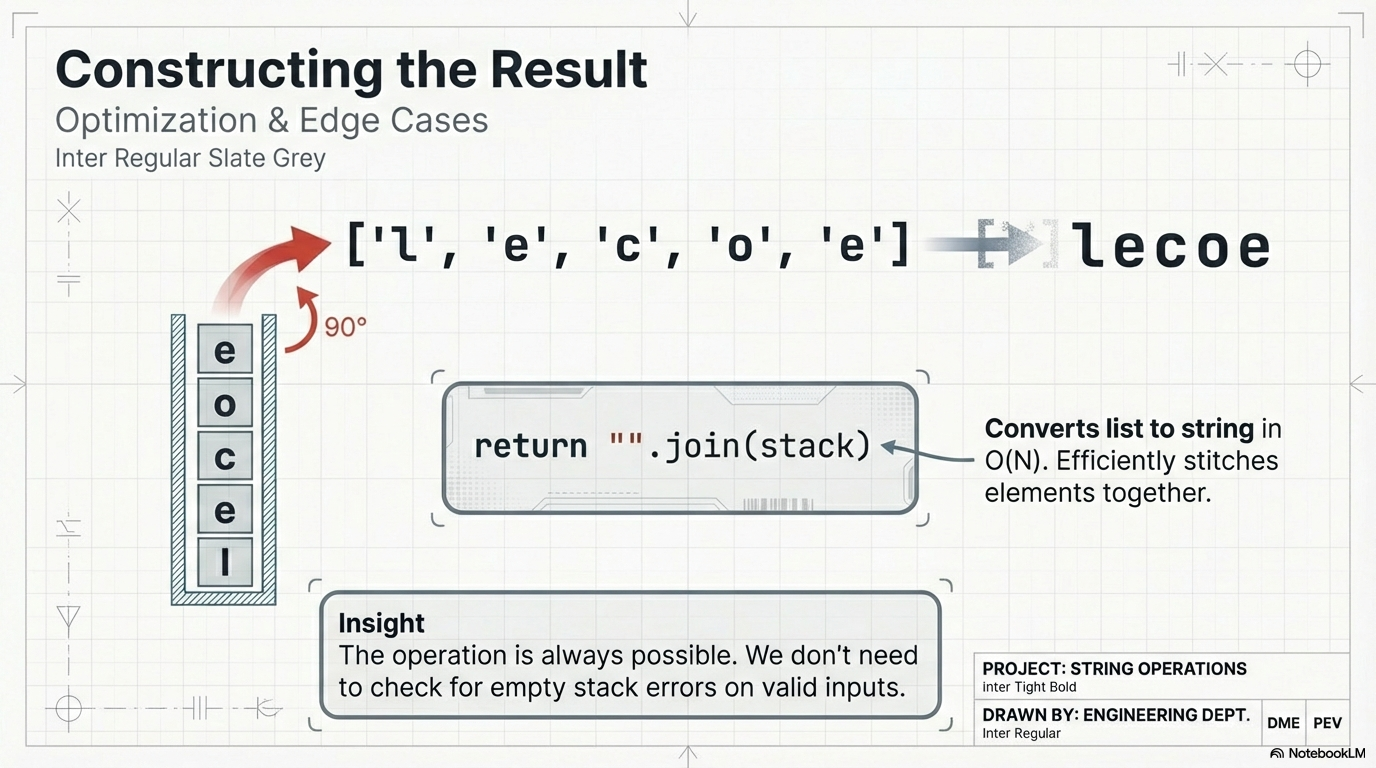 Constructing the Result
Optimization & Edge Cases
Inter Regular Slate Grey
['l', 'e', 'c', 'o', 'e']
[ ]
lecoe
90°
e
o
c
e
l
return "".join(stack)
Converts list to string in
O(N). Efficiently stitches
elements together.
Insight
The operation is always possible. We don't need
to check for empty stack errors on valid inputs.
PROJECT: STRING OPERATIONS
inter Tight Bold
DRAWN BY: ENGINEERING DEPT.
Inter Regular
DME
PEV
NotebookLM